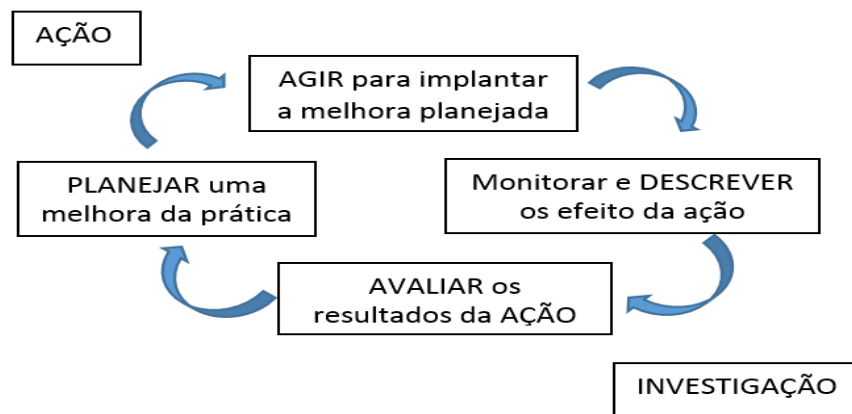 AÇÃO
AGIR para implantar
a melhora planejada
PLANEJAR uma
melhora da prática
Monitorar e DESCREVER
os efeito da ação
AVALIAR os
resultados da AÇÃO
INVESTIGAÇÃO